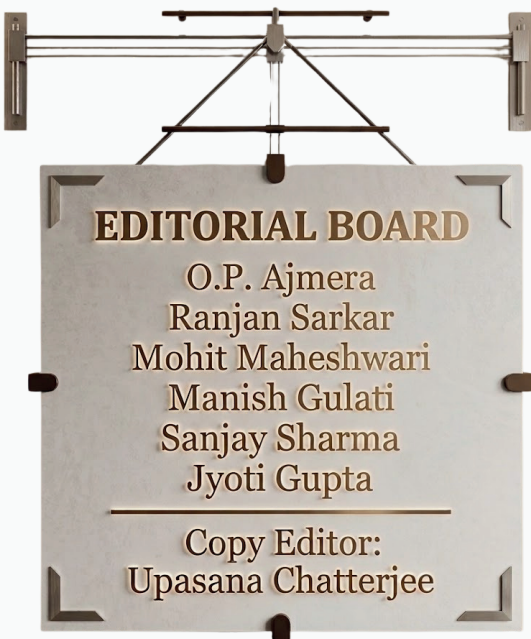 EDITORIAL BOARD
O.P. Ajmera
Ranjan Sarkar
Mohit Maheshwari
Manish Gulati
Sanjay Sharma
Jyoti Gupta
Copy Editor:
Upasana Chatterjee